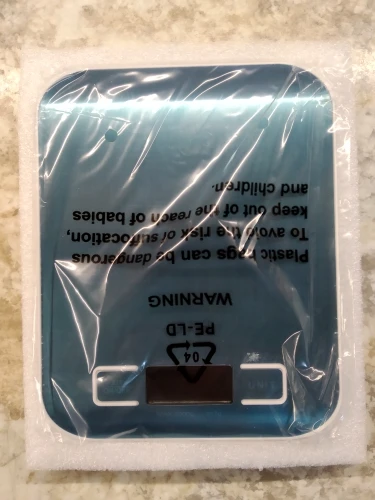 04
PE-LD
WARNING
Plastic bags can be dangerous
To avoid the risk of suffocation,
keep out of the reach of babies
and children.
UNIT